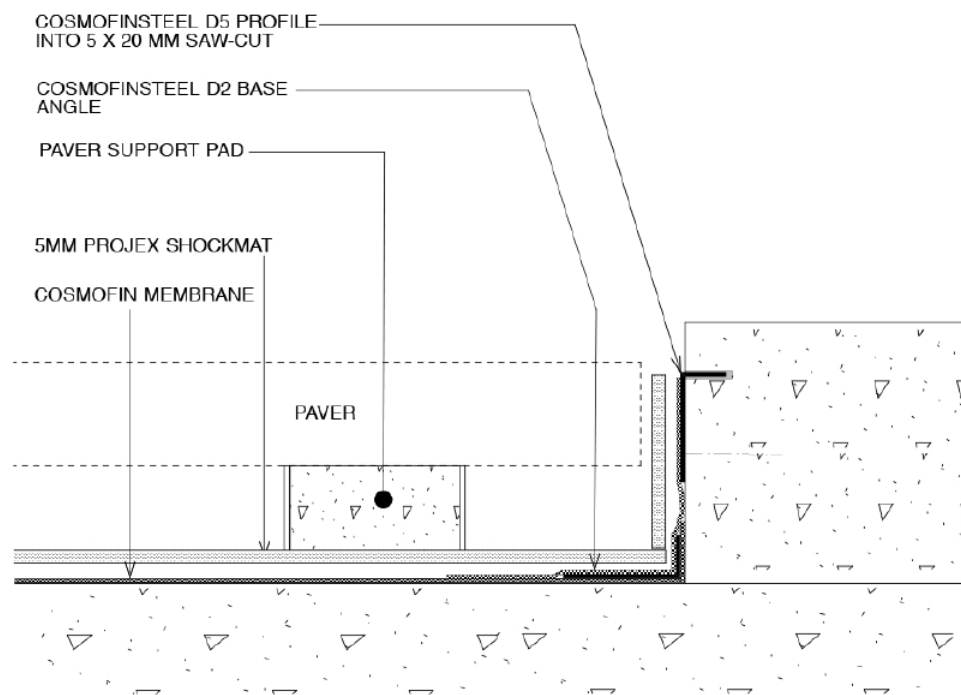 COSMOFINSTEEL D5 PROFILE
INTO 5 X 20 MM SAW-CUT
COSMOFINSTEEL D2 BASE
ANGLE
PAVER SUPPORT PAD
5MM PROJEX SHOCKMAT
COSMOFIN MEMBRANE
PAVER